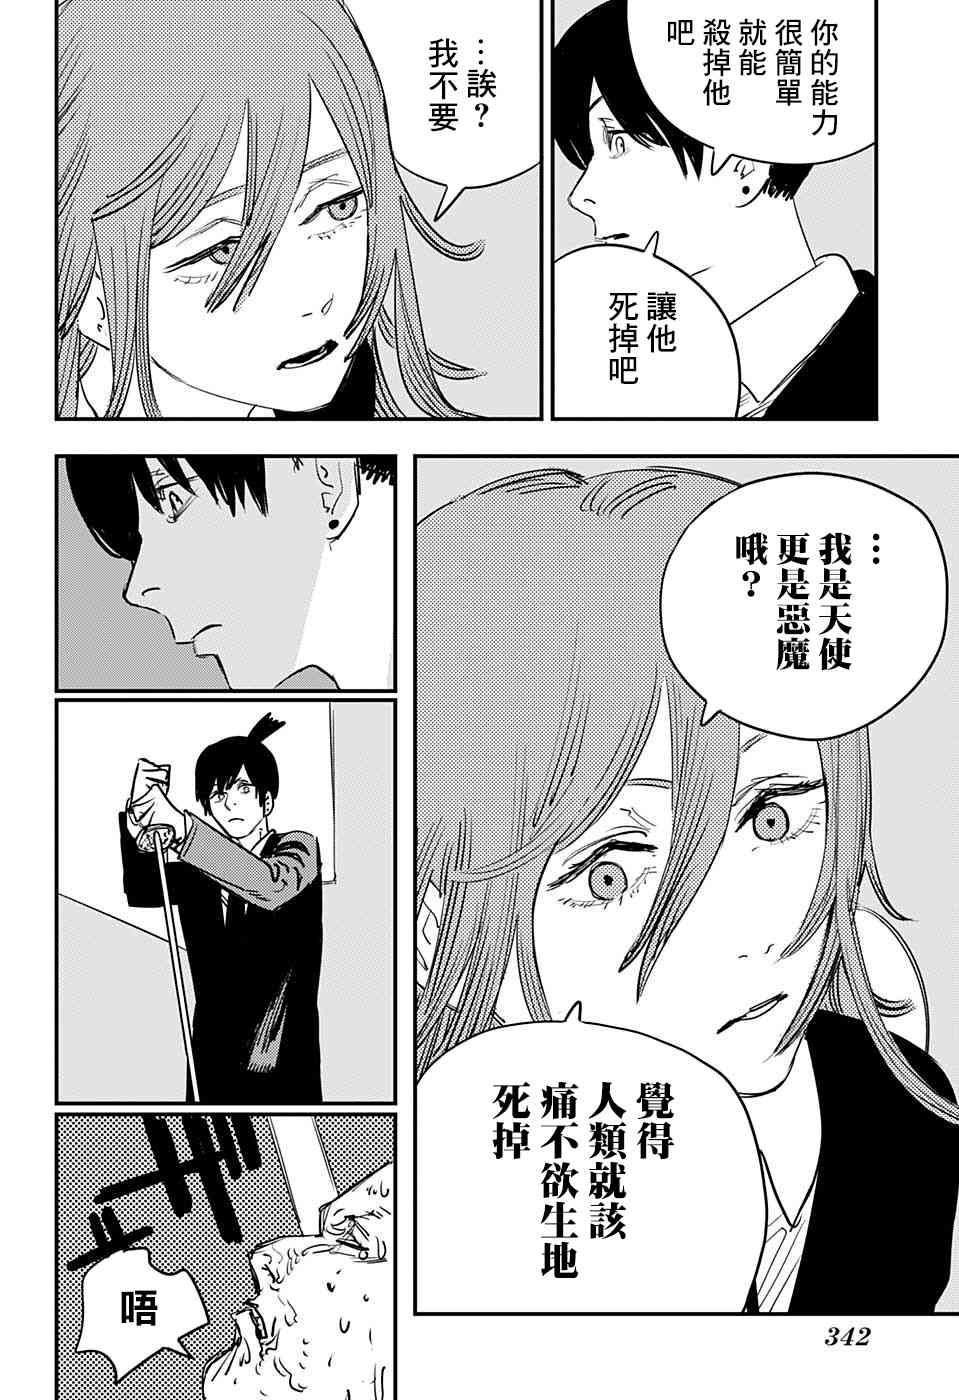 你的能力
很簡單
就能
殺掉他
吧
讓他
死掉吧
…誒？
我不要
…
我是天使
更是惡魔
哦？
覺得
人類就該
痛不欲生地
死掉
唔
342